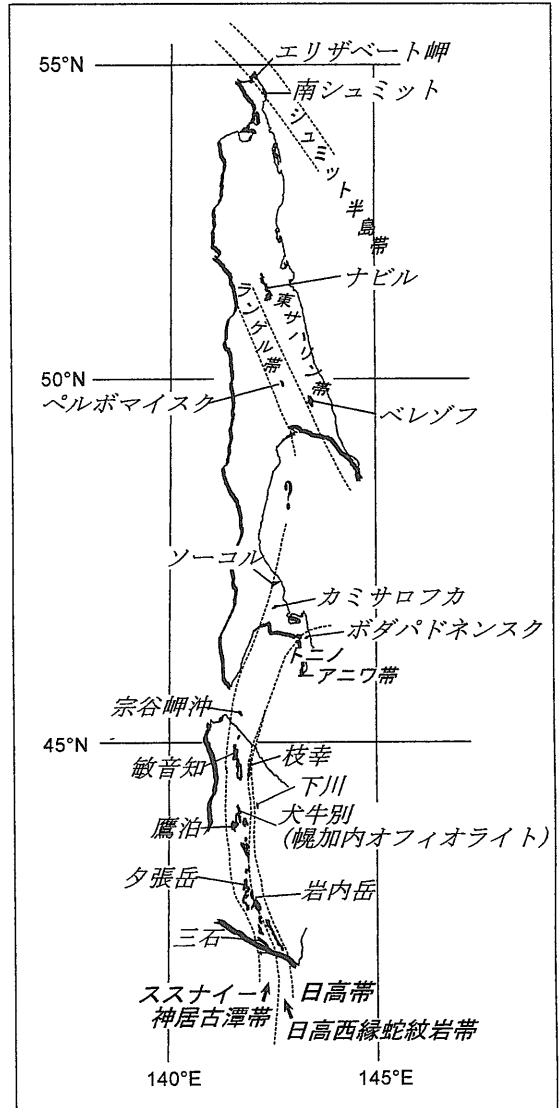 55°N
エリザベート岬
南シュミット
シュミット半島帯
ナビル
ランゲル帯
東サハリン帯
50°N
ペルボマイスク
ベレゾフ
?
ソーコル
カミサロフカ
ボダパドネンスク
トニノ
アニワ帯
宗谷岬沖
45°N
敏音知
枝幸
下川
犬牛別
(幌加内オフィオライト)
鷹泊
夕張岳
岩内岳
三石
ススナイー
神居古潭帯
日高帯
日高西縁蛇紋岩帯
140°E
145°E